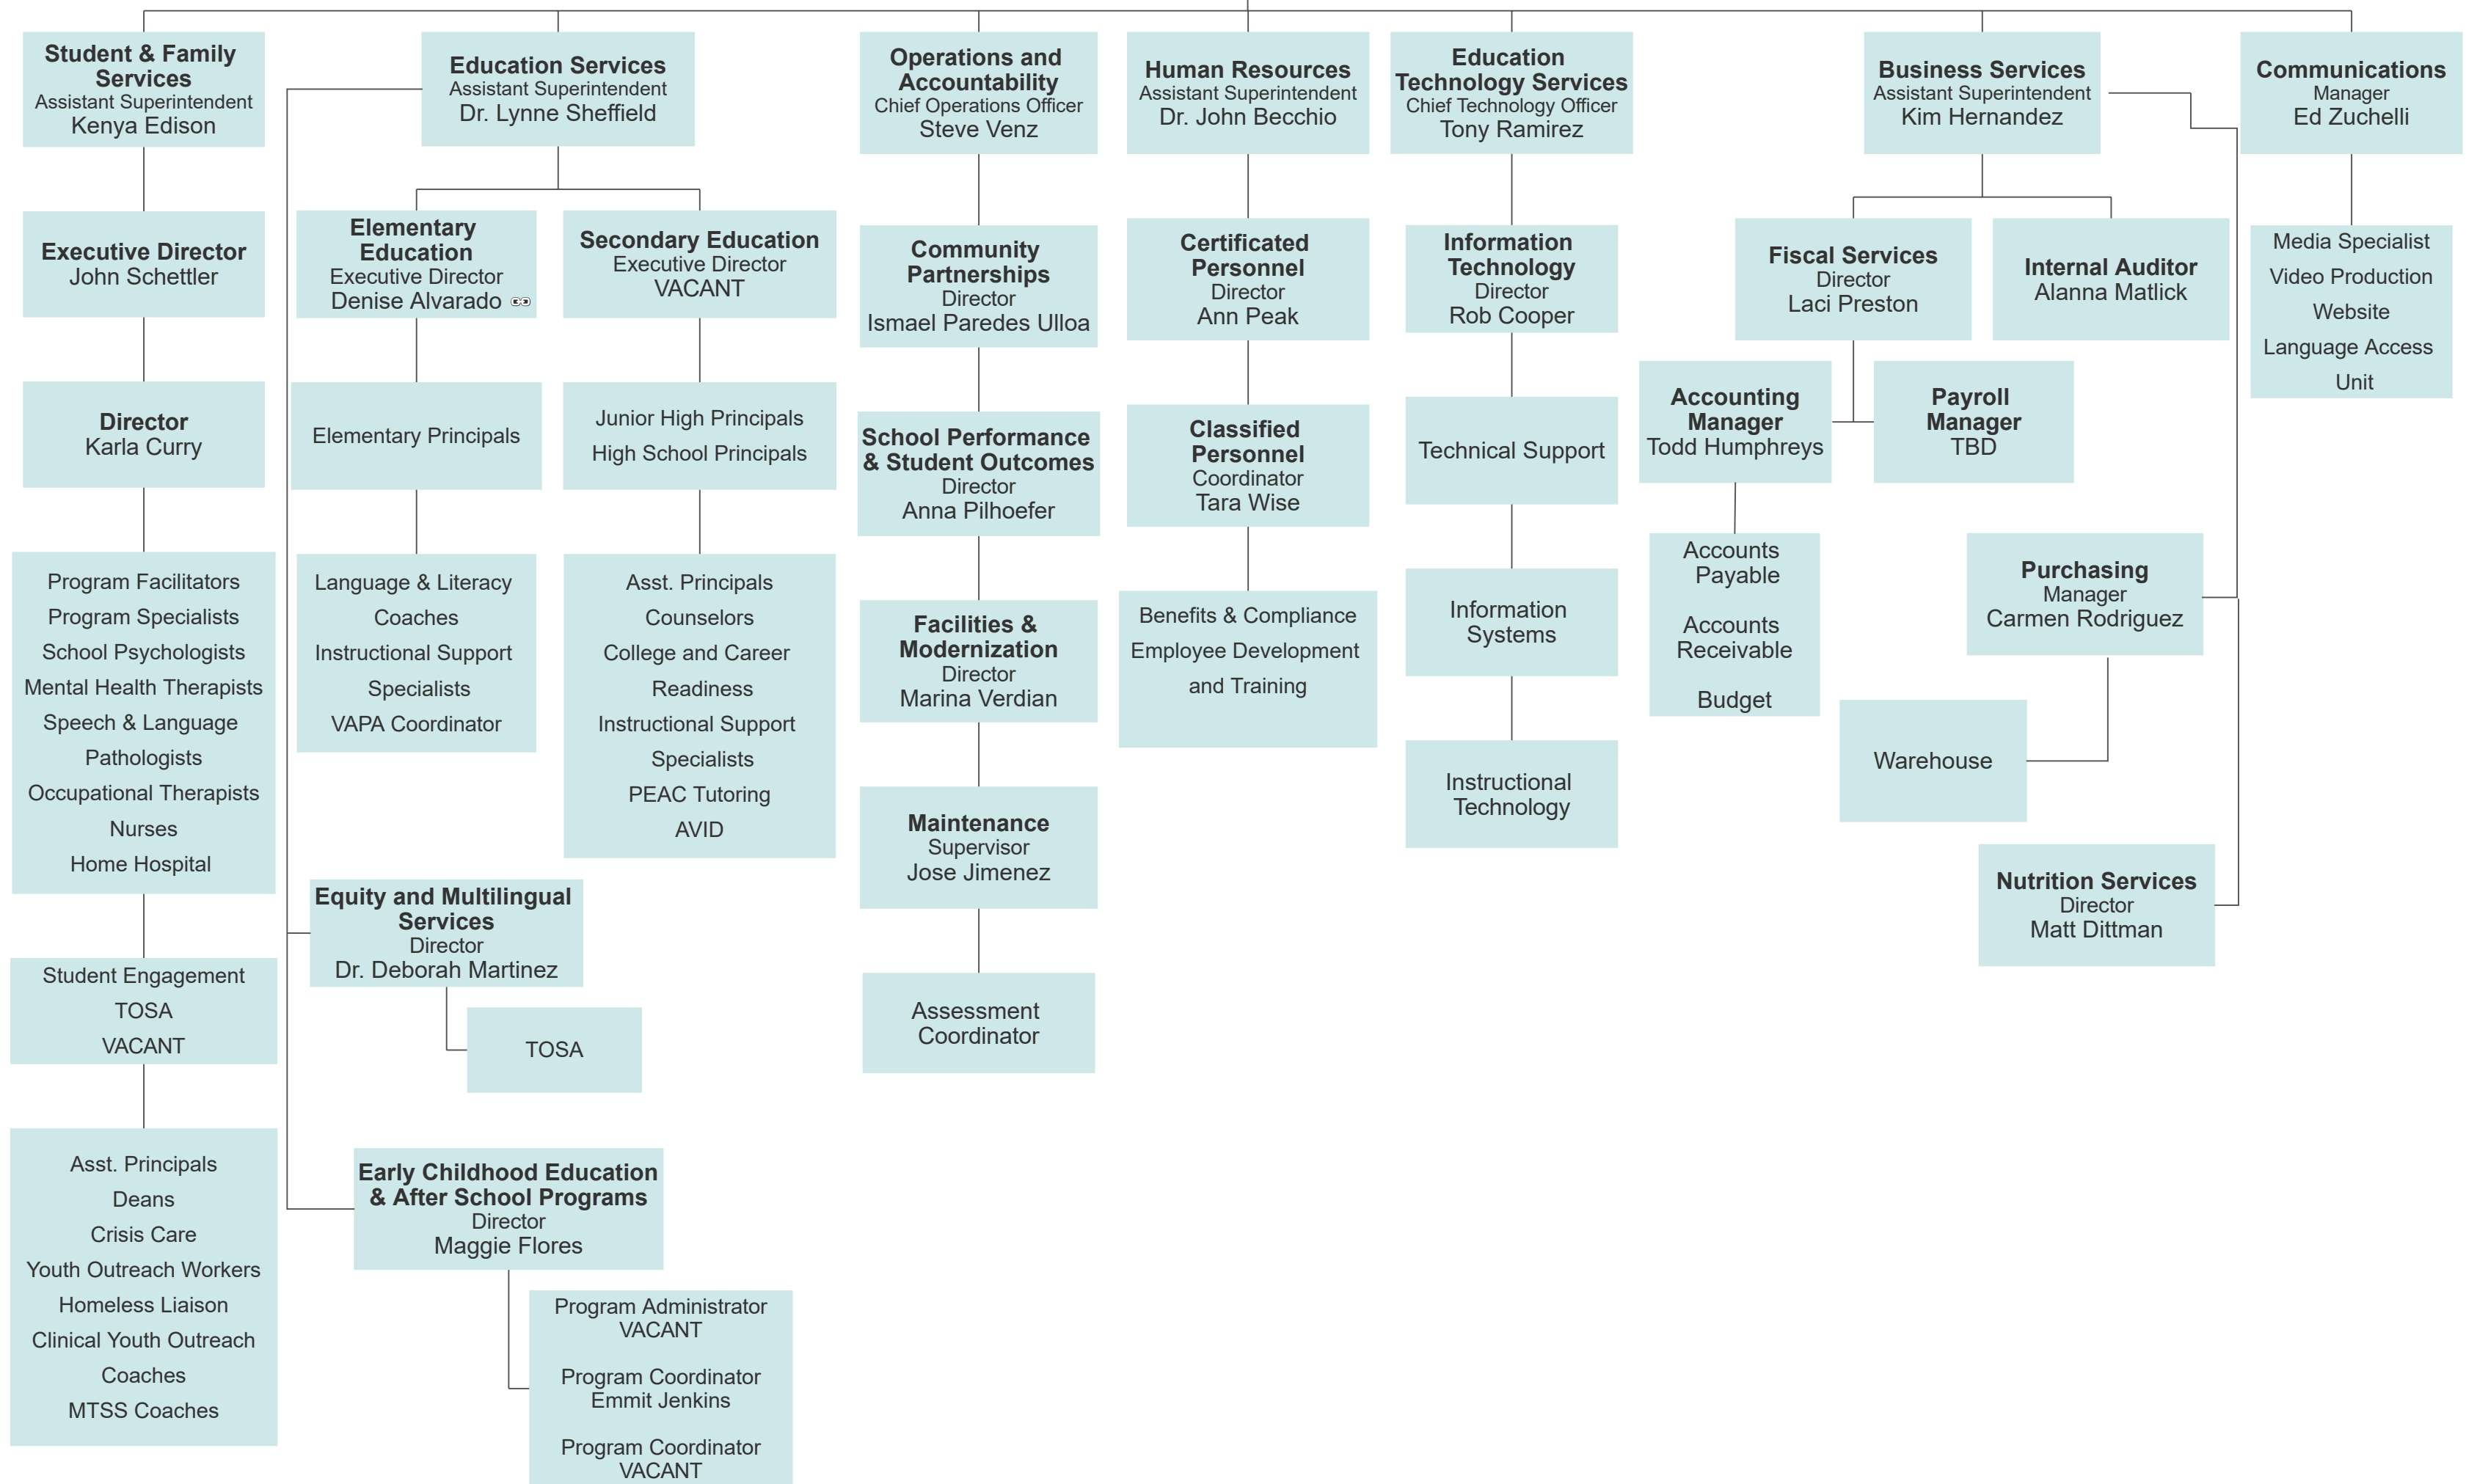 Student & Family
Services
Assistant Superintendent
Kenya Edison
Executive Director
John Schettler
Director
Karla Curry
Program Facilitators
Program Specialists
School Psychologists
Mental Health Therapists
Speech & Language
Pathologists
Occupational Therapists
Nurses
Home Hospital
Student Engagement
TOSA
VACANT
Asst. Principals
Deans
Crisis Care
Youth Outreach Workers
Homeless Liaison
Clinical Youth Outreach
Coaches
MTSS Coaches
Education Services
Assistant Superintendent
Dr. Lynne Sheffield
Elementary
Education
Executive Director
Denise Alvarado
Elementary Principals
Language & Literacy
Coaches
Instructional Support
Specialists
VAPA Coordinator
Secondary Education
Executive Director
VACANT
Junior High Principals
High School Principals
Asst. Principals
Counselors
College and Career
Readiness
Instructional Support
Specialists
PEAC Tutoring
AVID
Equity and Multilingual
Services
Director
Dr. Deborah Martinez
TOSA
Early Childhood Education
& After School Programs
Director
Maggie Flores
Program Administrator
VACANT
Program Coordinator
Emmit Jenkins
Program Coordinator
VACANT
Operations and
Accountability
Chief Operations Officer
Steve Venz
Community
Partnerships
Director
Ismael Paredes Ulloa
School Performance
& Student Outcomes
Director
Anna Pilhoefer
Facilities &
Modernization
Director
Marina Verdian
Maintenance
Supervisor
Jose Jimenez
Assessment
Coordinator
Human Resources
Assistant Superintendent
Dr. John Becchio
Certificated
Personnel
Director
Ann Peak
Classified
Personnel
Coordinator
Tara Wise
Benefits & Compliance
Employee Development
and Training
Education
Technology Services
Chief Technology Officer
Tony Ramirez
Information
Technology
Director
Rob Cooper
Technical Support
Information
Systems
Instructional
Technology
Business Services
Assistant Superintendent
Kim Hernandez
Fiscal Services
Director
Laci Preston
Internal Auditor
Alanna Matlick
Accounting
Manager
Todd Humphreys
Payroll
Manager
TBD
Accounts
Payable
Accounts
Receivable
Budget
Purchasing
Manager
Carmen Rodriguez
Warehouse
Nutrition Services
Director
Matt Dittman
Communications
Manager
Ed Zuchelli
Media Specialist
Video Production
Website
Language Access
Unit